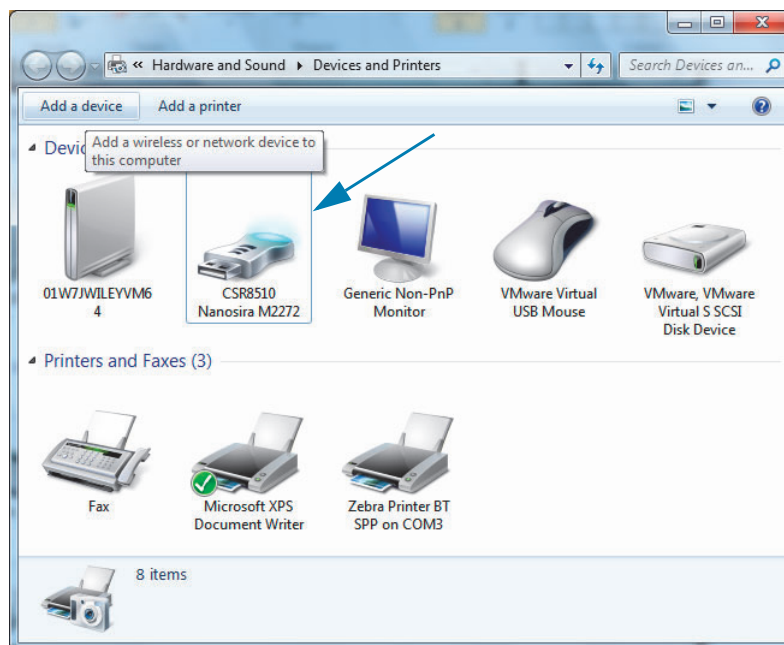 « Hardware and Sound ▸ Devices and Printers
Search Devices an...
Add a device
Add a printer
Add a wireless or network device to
this computer
01W7JWILEYVM6
4
CSR8510
Nanosira M2272
Generic Non-PnP
Monitor
VMware Virtual
USB Mouse
VMware, VMware
Virtual S SCSI
Disk Device
Printers and Faxes (3)
Fax
Microsoft XPS
Document Writer
Zebra Printer BT
SPP on COM3
8 items